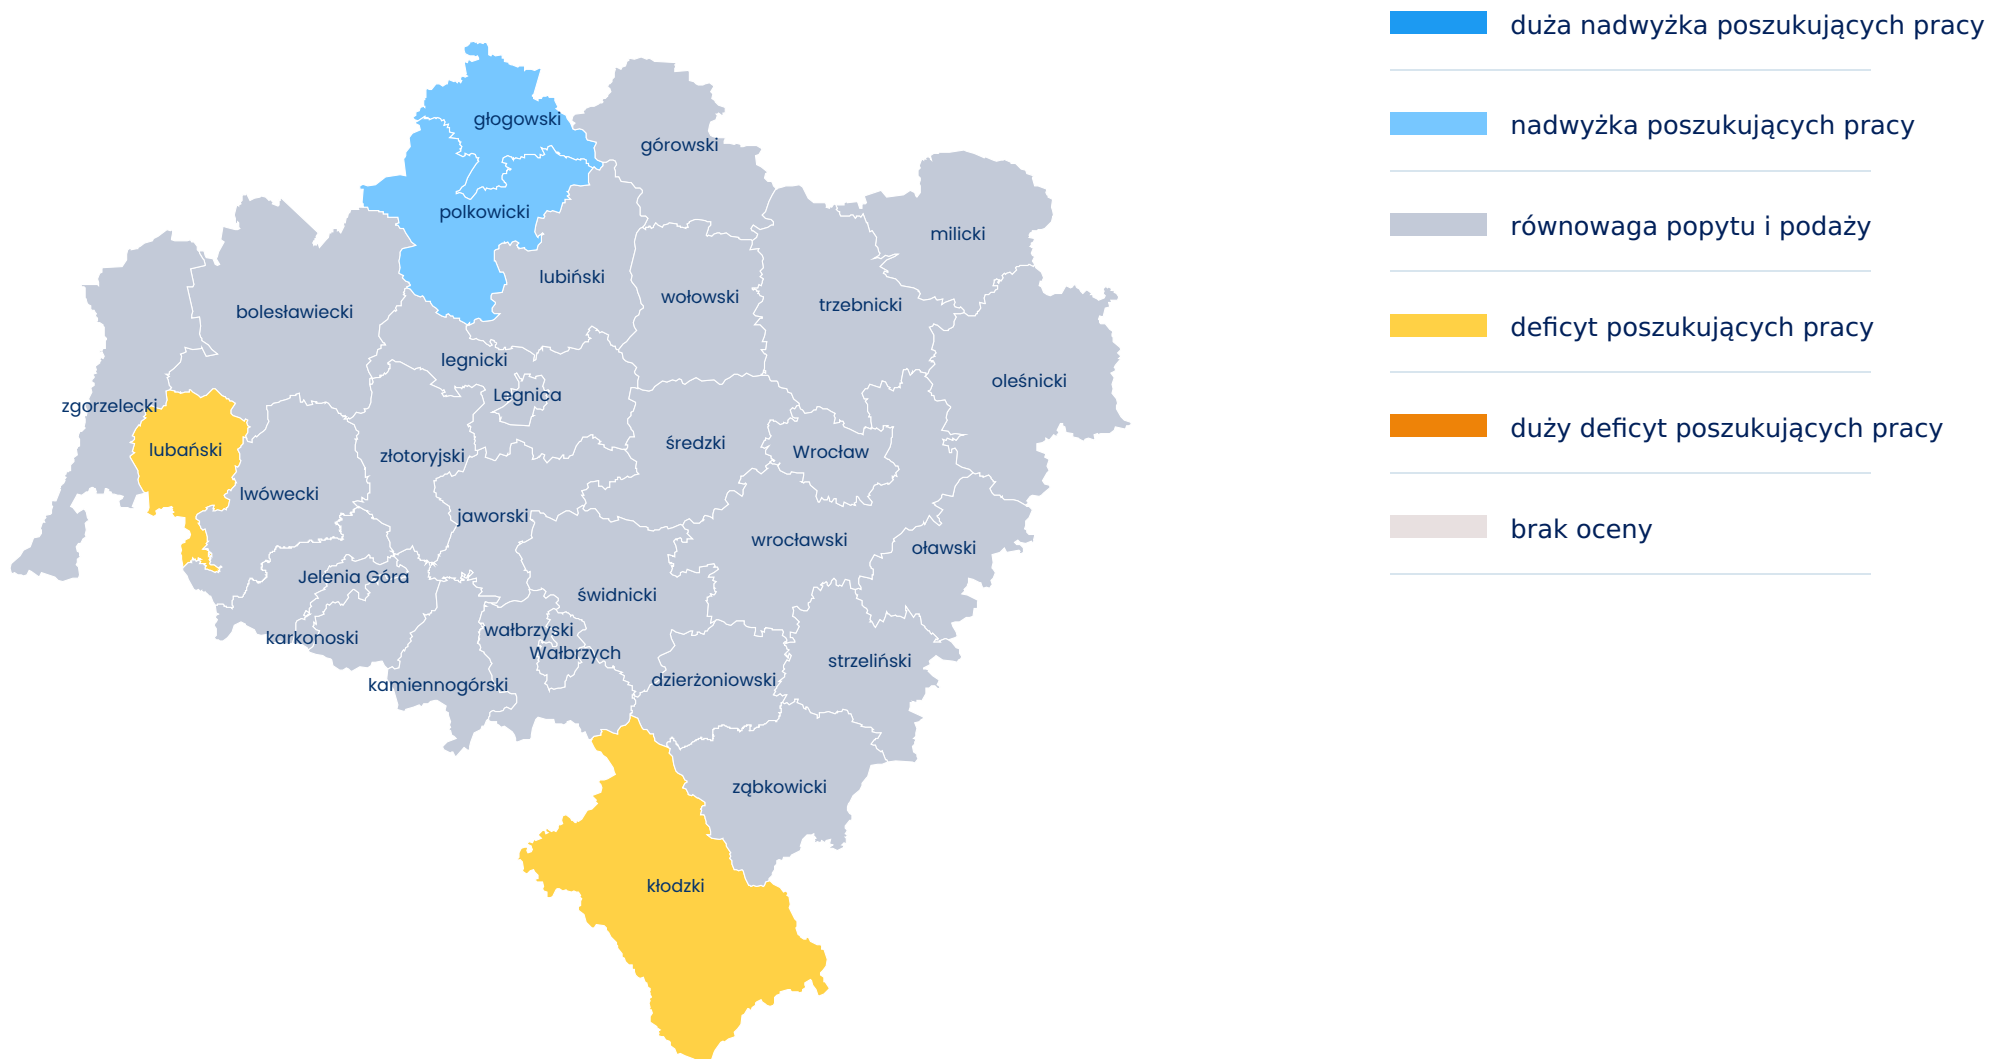 duża nadwyżka poszukujących pracy
nadwyżka poszukujących pracy
równowaga popytu i podaży
deficyt poszukujących pracy
duży deficyt poszukujących pracy
brak oceny
głogowski
górowski
polkowicki
milicki
lubiński
wołowski
trzebnicki
bolesławiecki
legnicki
oleśnicki
Legnica
zgorzelecki
średzki
lubański
Wrocław
złotoryjski
lwówecki
jaworski
wrocławski
oławski
Jelenia Góra
świdnicki
wałbrzyski
karkonoski
Wałbrzych
strzeliński
dzierżoniowski
kamiennogórski
ząbkowicki
kłodzki